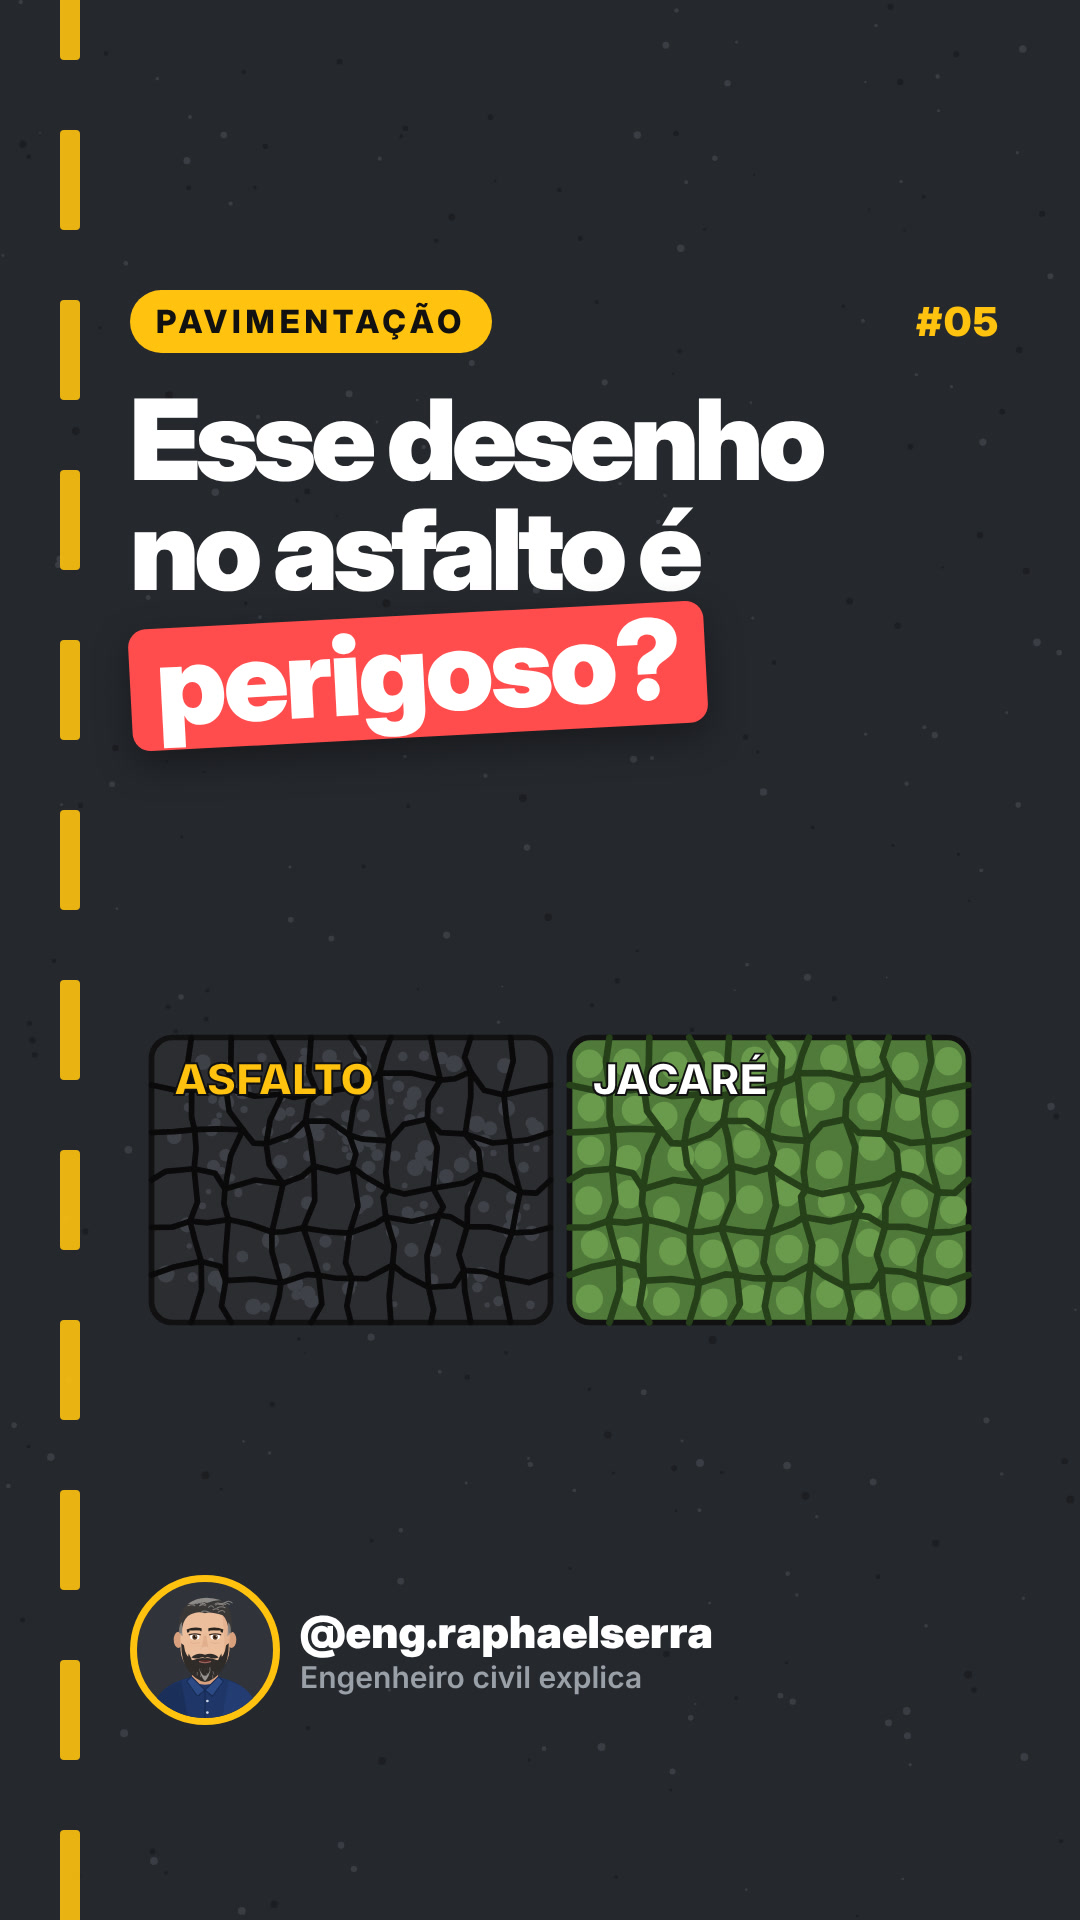 PAVIMENTAÇÃO
#05
Esse desenho
no asfalto é
perigoso?
ASFALTO
JACARÉ
@eng.raphaelserra
Engenheiro civil explica